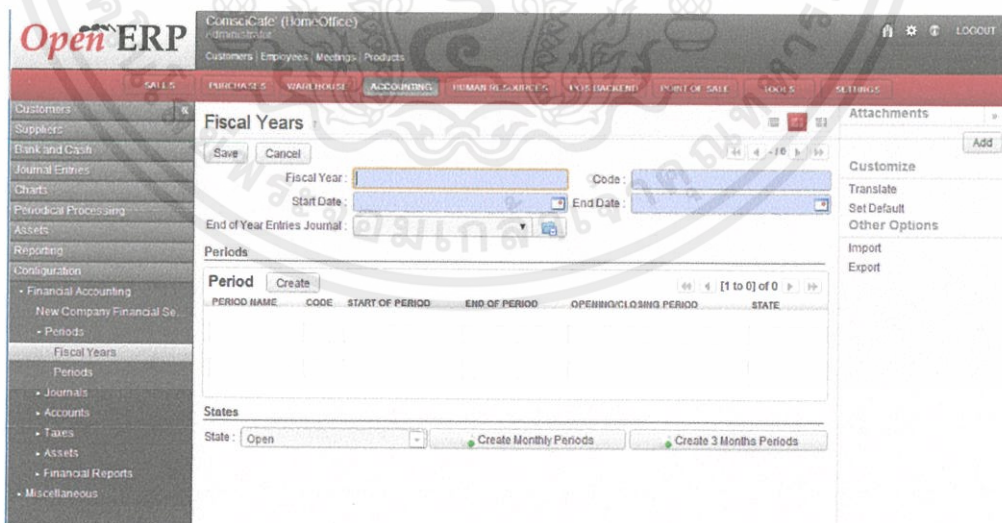 Open ERP
ComsciCafe' (HomeOffice)
Administrator
Customers | Employees | Meetings | Products
LOGOUT
SALES PURCHASES WAREHOUSE ACCOUNTING HUMAN RESOURCES POS BACKEND POINT OF SALE TOOLS SETTINGS
Customers
Suppliers
Bank and Cash
Journal Entries
Charts
Periodical Processing
Assets
Reporting
Configuration
Financial Accounting
New Company Financial Se...
Periods
Fiscal Years
Periods
Journals
Accounts
Taxes
Assets
Financial Reports
Miscellaneous
Fiscal Years
Save Cancel
- / 0
Fiscal Year :
Code :
Start Date :
End Date :
End of Year Entries Journal :
Periods
Period Create
[1 to 0] of 0
PERIOD NAME CODE START OF PERIOD END OF PERIOD OPENING/CLOSING PERIOD STATE
States
State : Open
Create Monthly Periods
Create 3 Months Periods
Attachments
Add
Customize
Translate
Set Default
Other Options
Import
Export